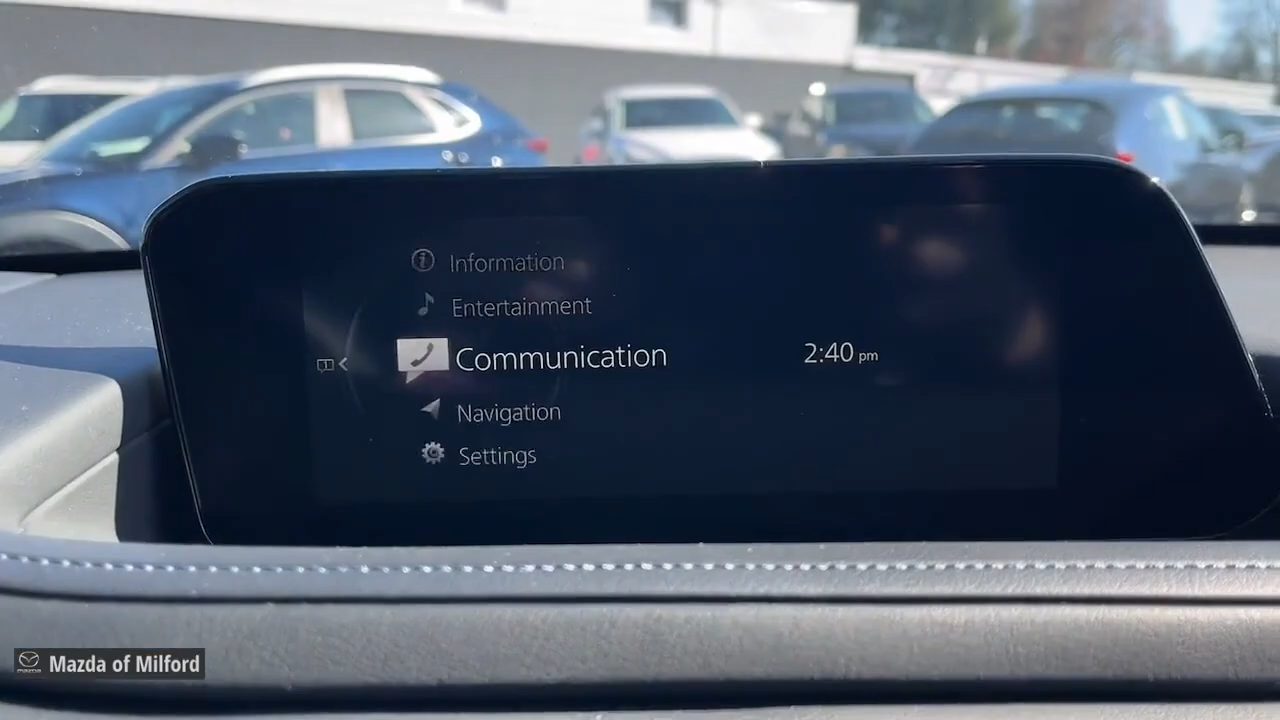 Information
Entertainment
Communication
2:40 pm
Navigation
Settings
Mazda of Milford